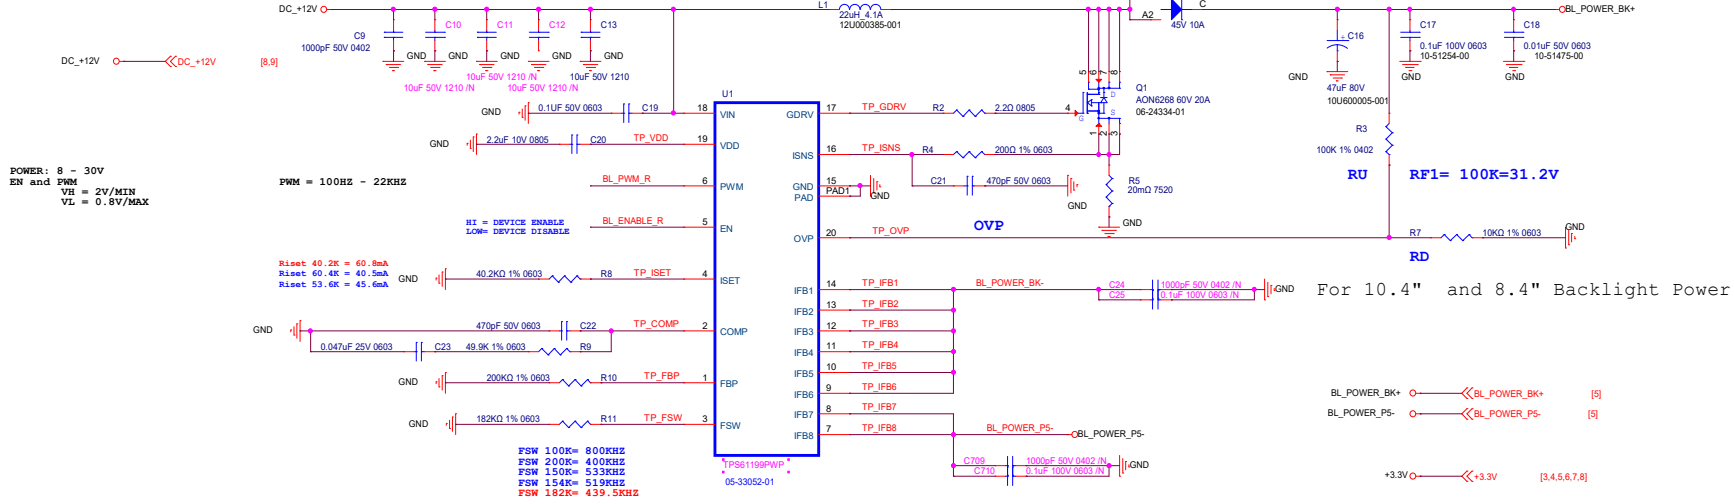 DC_+12V
C9
1000pF 50V 0402
C10
C11
C12
C13
GND
GND
GND
GND
GND
10uF 50V 1210 /N
10uF 50V 1210
10uF 50V 1210 /N
10uF 50V 1210 /N
DC_+12V
DC_+12V
[8,9]
L1
22uH_4.1A
12U000385-001
A2
C
45V 10A
BL_POWER_BK+
C16
47uF 80V
10U600005-001
GND
C17
0.1uF 100V 0603
10-51254-00
GND
C18
0.01uF 50V 0603
10-51475-00
GND
5
6
7
8
D
G
S
1
2
3
4
Q1
AON6268 60V 20A
06-24334-01
U1
GND
0.1UF 50V 0603
C19
18
VIN
GND
2.2uF 10V 0805
C20
TP_VDD
19
VDD
POWER: 8 - 30V
EN and PWM
VH = 2V/MIN
VL = 0.8V/MAX
PWM = 100HZ - 22KHZ
BL_PWM_R
6
PWM
HI = DEVICE ENABLE
LOW= DEVICE DISABLE
BL_ENABLE_R
5
EN
Riset 40.2K = 60.8mA
Riset 60.4K = 40.5mA
Riset 53.6K = 45.6mA
GND
40.2KΩ 1% 0603
R8
TP_ISET
4
ISET
GND
470pF 50V 0603
C22
TP_COMP
2
COMP
0.047uF 25V 0603
C23
49.9K 1% 0603
R9
GND
200KΩ 1% 0603
R10
TP_FBP
1
FBP
GND
182KΩ 1% 0603
R11
TP_FSW
3
FSW
FSW 100K= 800KHZ
FSW 200K= 400KHZ
FSW 150K= 533KHZ
FSW 154K= 519KHZ
FSW 182K= 439.5KHZ
GDRV
17
TP_GDRV
R2
2.2Ω 0805
ISNS
16
TP_ISNS
R4
200Ω 1% 0603
GND
15
PAD
PAD1
GND
C21
470pF 50V 0603
GND
R5
20mΩ 7520
GND
OVP
20
TP_OVP
OVP
R3
100K 1% 0402
RU
RF1= 100K=31.2V
R7
10KΩ 1% 0603
GND
RD
IFB1
14
TP_IFB1
BL_POWER_BK-
C24
1000pF 50V 0402 /N
C25
0.1uF 100V 0603 /N
GND
IFB2
13
TP_IFB2
IFB3
12
TP_IFB3
IFB4
11
TP_IFB4
IFB5
10
TP_IFB5
IFB6
9
TP_IFB6
IFB7
8
TP_IFB7
IFB8
7
TP_IFB8
BL_POWER_P5-
BL_POWER_P5-
C709
1000pF 50V 0402 /N
C710
0.1uF 100V 0603 /N
GND
TPS61199PWP
05-33052-01
For 10.4" and 8.4" Backlight Power
BL_POWER_BK+
BL_POWER_BK+
[5]
BL_POWER_P5-
BL_POWER_P5-
[5]
+3.3V
+3.3V
[3,4,5,6,7,8]